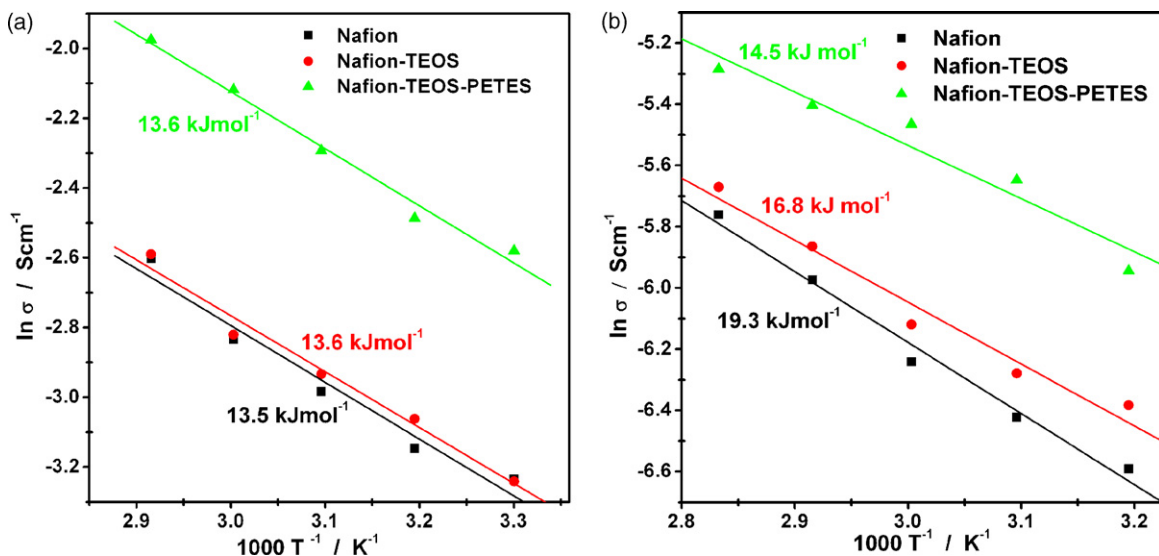 (a)
Nafion
Nafion-TEOS
Nafion-TEOS-PETES
13.6 kJmol⁻¹
13.6 kJmol⁻¹
13.5 kJmol⁻¹
-2.0
-2.2
-2.4
-2.6
-2.8
-3.0
-3.2
ln σ / Scm⁻¹
2.9 3.0 3.1 3.2 3.3
1000 T⁻¹ / K⁻¹
(b)
Nafion
Nafion-TEOS
Nafion-TEOS-PETES
14.5 kJ mol⁻¹
16.8 kJ mol⁻¹
19.3 kJmol⁻¹
-5.2
-5.4
-5.6
-5.8
-6.0
-6.2
-6.4
-6.6
ln σ / Scm⁻¹
2.8 2.9 3.0 3.1 3.2
1000 T⁻¹ / K⁻¹